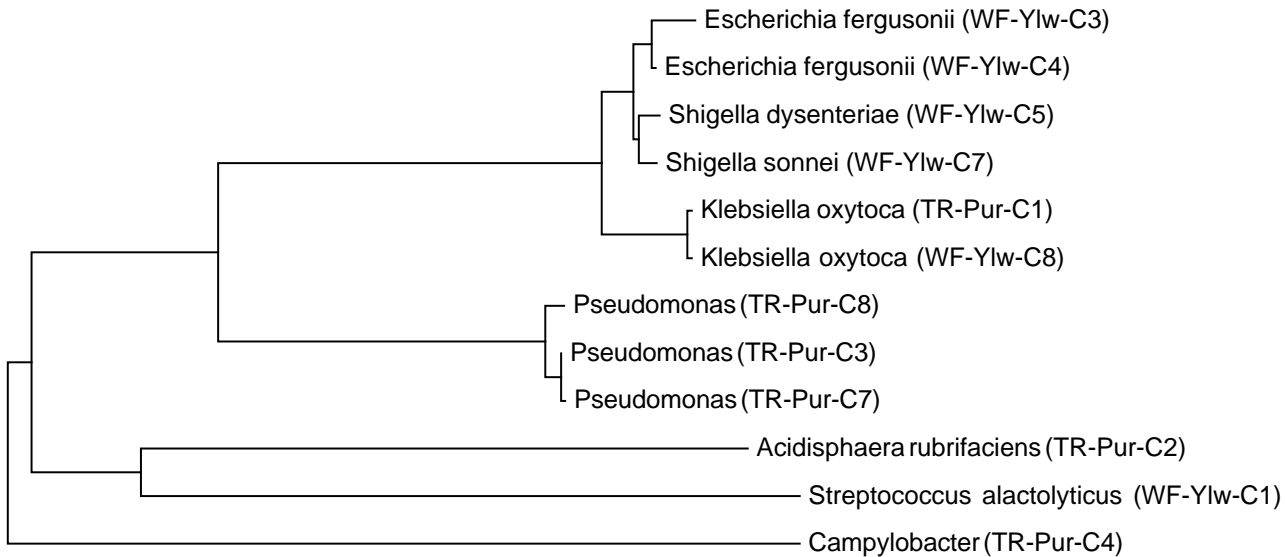 Escherichia fergusonii (WF-Ylw-C3)
Escherichia fergusonii (WF-Ylw-C4)
Shigella dysenteriae (WF-Ylw-C5)
Shigella sonnei (WF-Ylw-C7)
Klebsiella oxytoca (TR-Pur-C1)
Klebsiella oxytoca (WF-Ylw-C8)
Pseudomonas (TR-Pur-C8)
Pseudomonas (TR-Pur-C3)
Pseudomonas (TR-Pur-C7)
Acidisphaera rubrifaciens (TR-Pur-C2)
Streptococcus alactolyticus (WF-Ylw-C1)
Campylobacter (TR-Pur-C4)